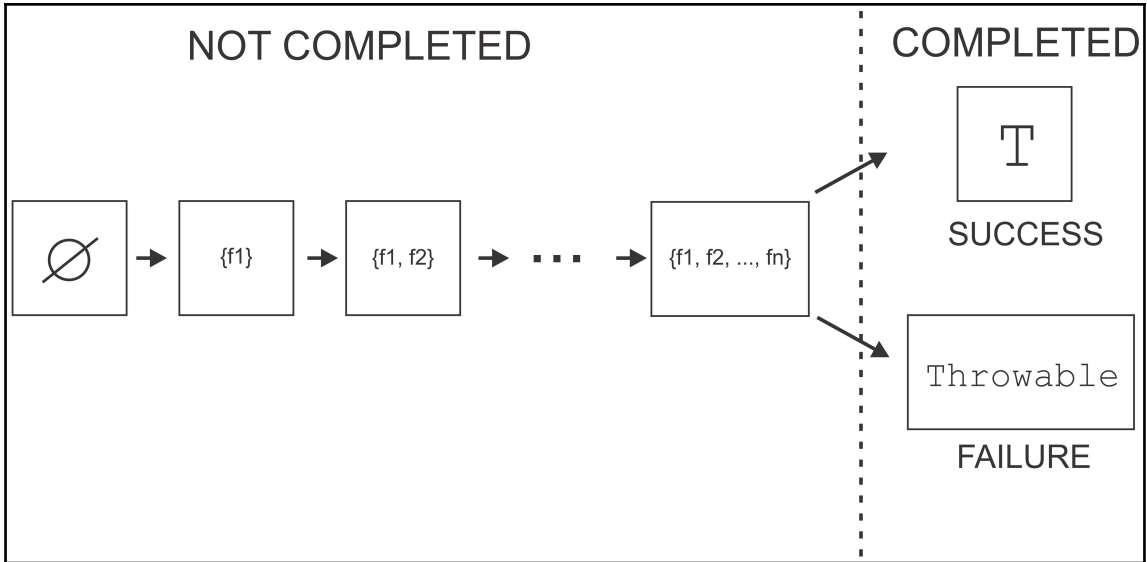 NOT COMPLETED
COMPLETED
T
SUCCESS
∅
{f1}
{f1, f2}
...
{f1, f2, ..., fn}
Throwable
FAILURE